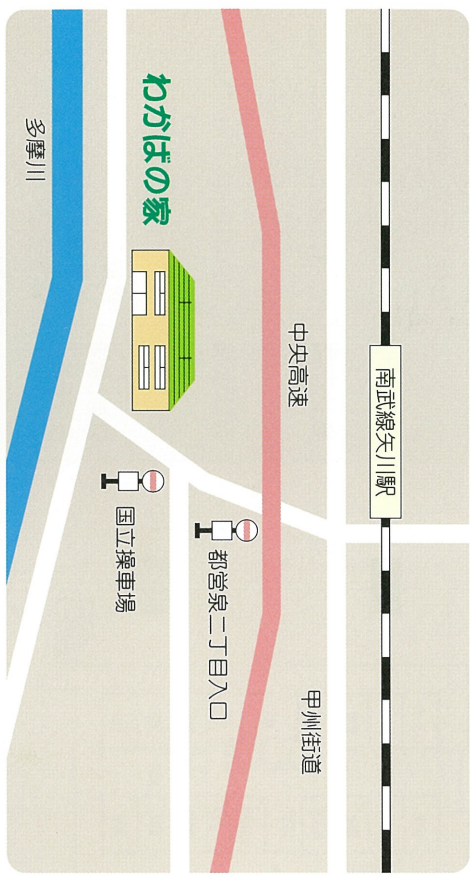 南武線矢川駅
甲州街道
中央高速
都営泉二丁目入口
わかばの家
国立操車場
多摩川